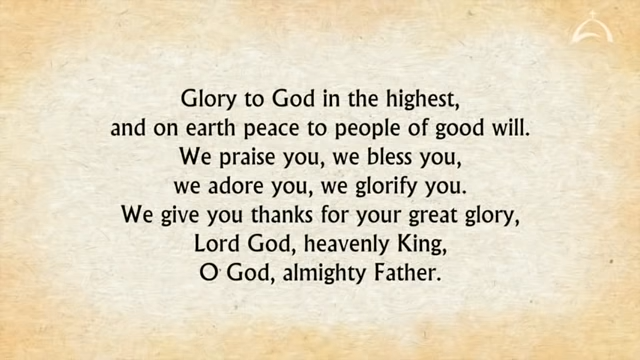 Glory to God in the highest,
and on earth peace to people of good will.
We praise you, we bless you,
we adore you, we glorify you.
We give you thanks for your great glory,
Lord God, heavenly King,
O God, almighty Father.